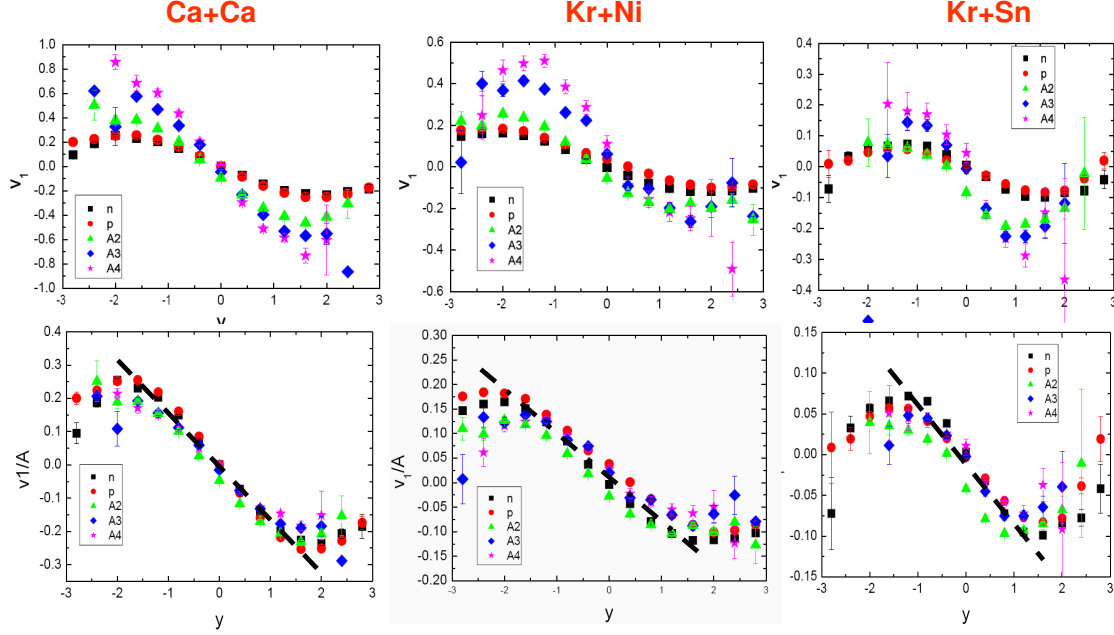 Ca+Ca
Kr+Ni
Kr+Sn
v1
1.0
0.8
0.6
0.4
0.2
0.0
-0.2
-0.4
-0.6
-0.8
-1.0
n
p
A2
A3
A4
-3 -2 -1 0 1 2 3
v1
0.6
0.4
0.2
0.0
-0.2
-0.4
-0.6
n
p
A2
A3
A4
-3 -2 -1 0 1 2 3
v1
0.4
0.3
0.2
0.1
0.0
-0.1
-0.2
-0.3
-0.4
n
p
A2
A3
A4
-3 -2 -1 0 1 2 3
v1/A
0.4
0.3
0.2
0.1
0.0
-0.1
-0.2
-0.3
n
p
A2
A3
A4
-3 -2 -1 0 1 2 3
y
v1/A
0.30
0.25
0.20
0.15
0.10
0.05
0.00
-0.05
-0.10
-0.15
-0.20
n
p
A2
A3
A4
-3 -2 -1 0 1 2 3
y
0.15
0.10
0.05
0.00
-0.05
-0.10
-0.15
n
p
A2
A3
A4
-3 -2 -1 0 1 2 3
y